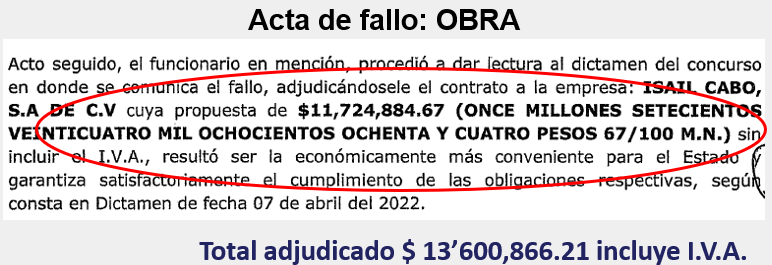 Acta de fallo: OBRA
Acto seguido, el funcionario en mención, procedió a dar lectura al dictamen del concurso
en donde se comunica el fallo, adjudicándosele el contrato a la empresa: ISAIL CABO,
S.A DE C.V cuya propuesta de $11,724,884.67 (ONCE MILLONES SETECIENTOS
VEINTICUATRO MIL OCHOCIENTOS OCHENTA Y CUATRO PESOS 67/100 M.N.) sin
incluir el I.V.A., resultó ser la económicamente más conveniente para el Estado y
garantiza satisfactoriamente el cumplimiento de las obligaciones respectivas, según
consta en Dictamen de fecha 07 de abril del 2022.
Total adjudicado $ 13’600,866.21 incluye I.V.A.